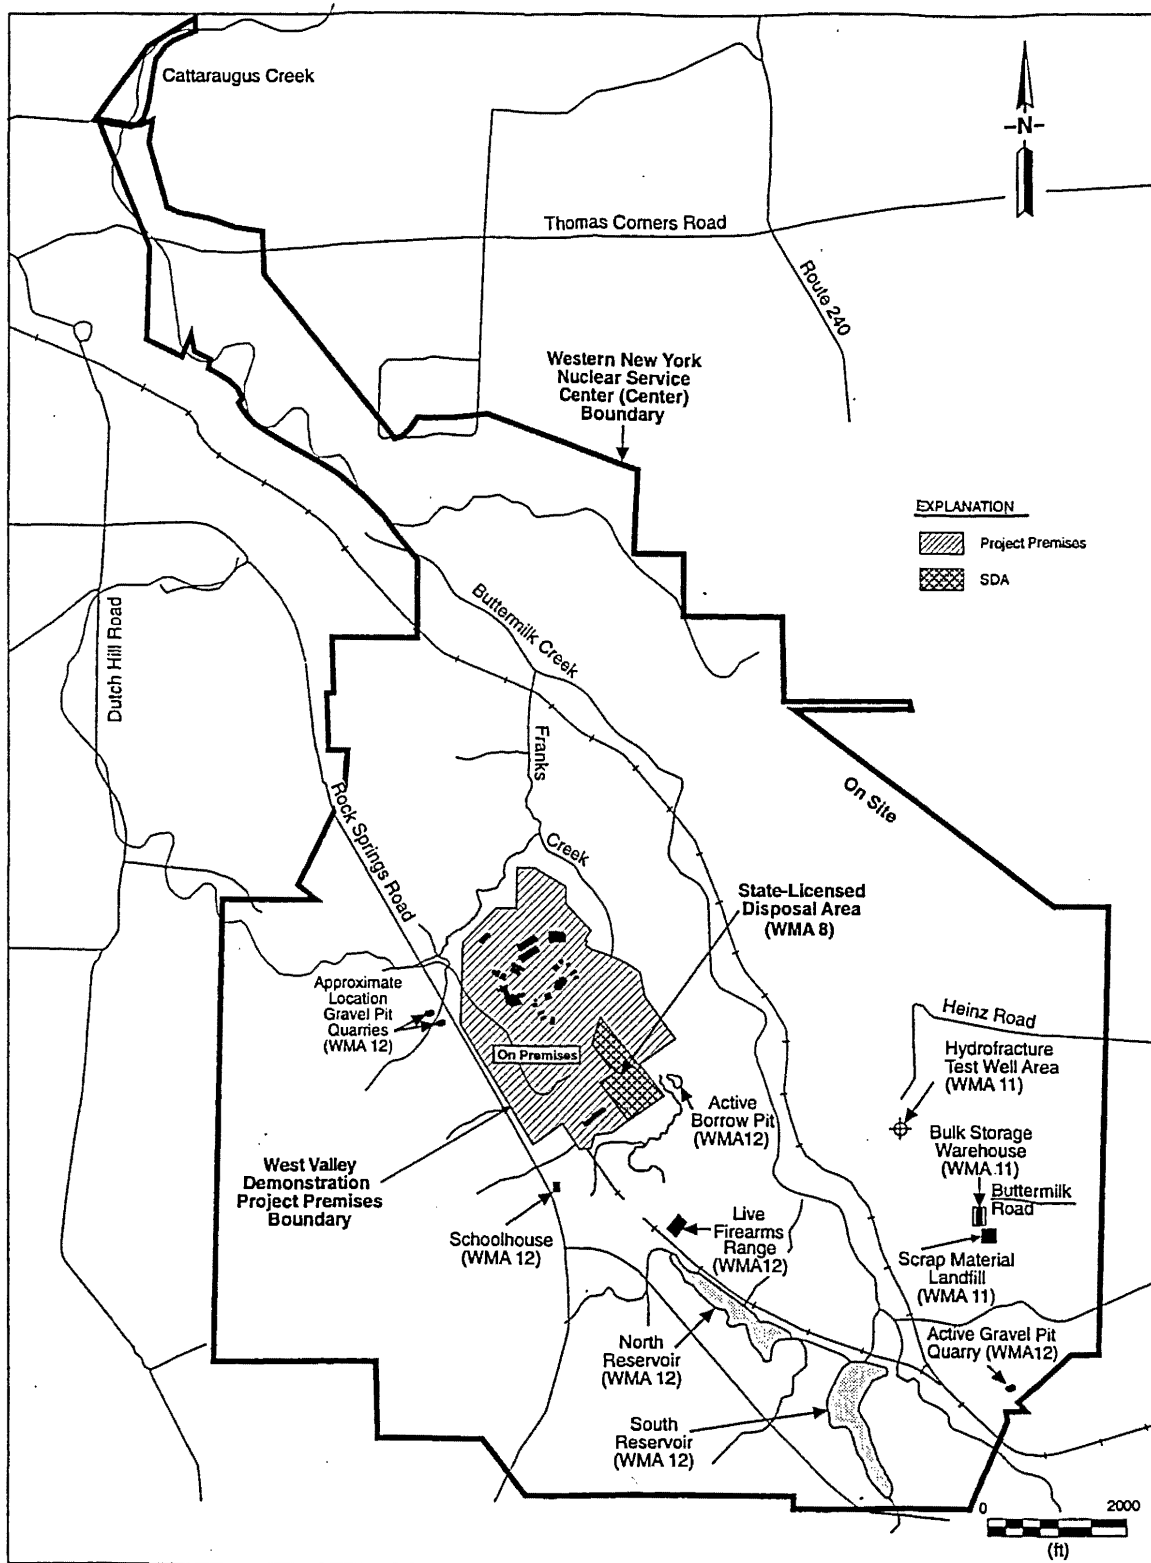 Cattaraugus Creek
N
Thomas Corners Road
Route 240
Western New York
Nuclear Service
Center (Center)
Boundary
EXPLANATION
Project Premises
SDA
Buttermilk Creek
Dutch Hill Road
Franks
Creek
On Site
Rock Springs Road
State-Licensed
Disposal Area
(WMA 8)
Approximate
Location
Gravel Pit
Quarries
(WMA 12)
On Premises
Heinz Road
Hydrofracture
Test Well Area
(WMA 11)
Active
Borrow Pit
(WMA12)
Bulk Storage
Warehouse
(WMA 11)
Buttermilk
Road
West Valley
Demonstration
Project Premises
Boundary
Schoolhouse
(WMA 12)
Live
Firearms
Range
(WMA12)
Scrap Material
Landfill
(WMA 11)
North
Reservoir
(WMA 12)
Active Gravel Pit
Quarry (WMA12)
South
Reservoir
(WMA 12)
0 2000
(ft)